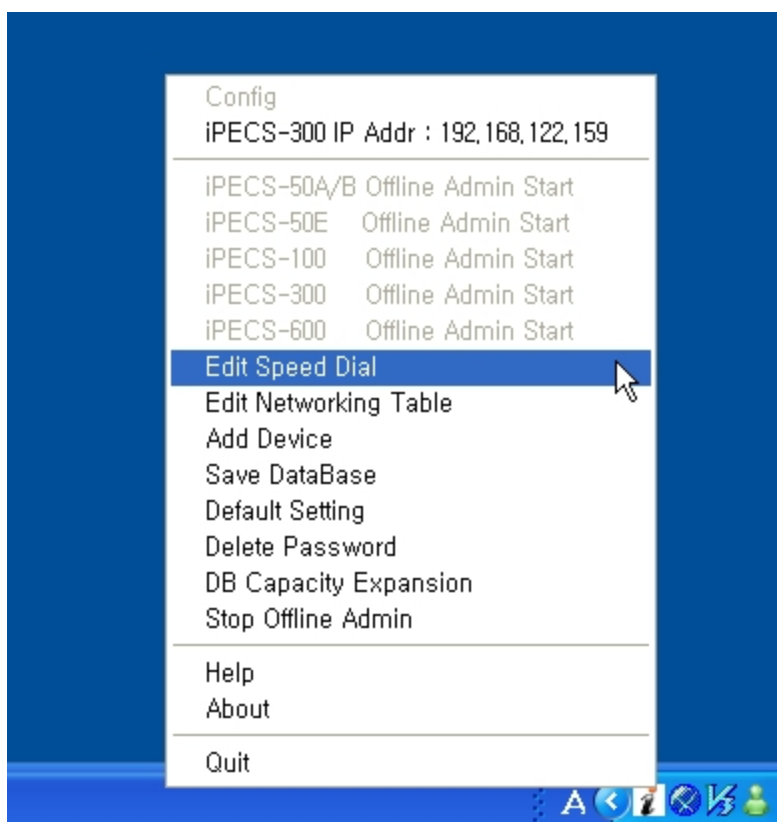 Config
iPECS-300 IP Addr : 192,168,122,159
iPECS-50A/B Offline Admin Start
iPECS-50E Offline Admin Start
iPECS-100 Offline Admin Start
iPECS-300 Offline Admin Start
iPECS-600 Offline Admin Start
Edit Speed Dial
Edit Networking Table
Add Device
Save DataBase
Default Setting
Delete Password
DB Capacity Expansion
Stop Offline Admin
Help
About
Quit
A